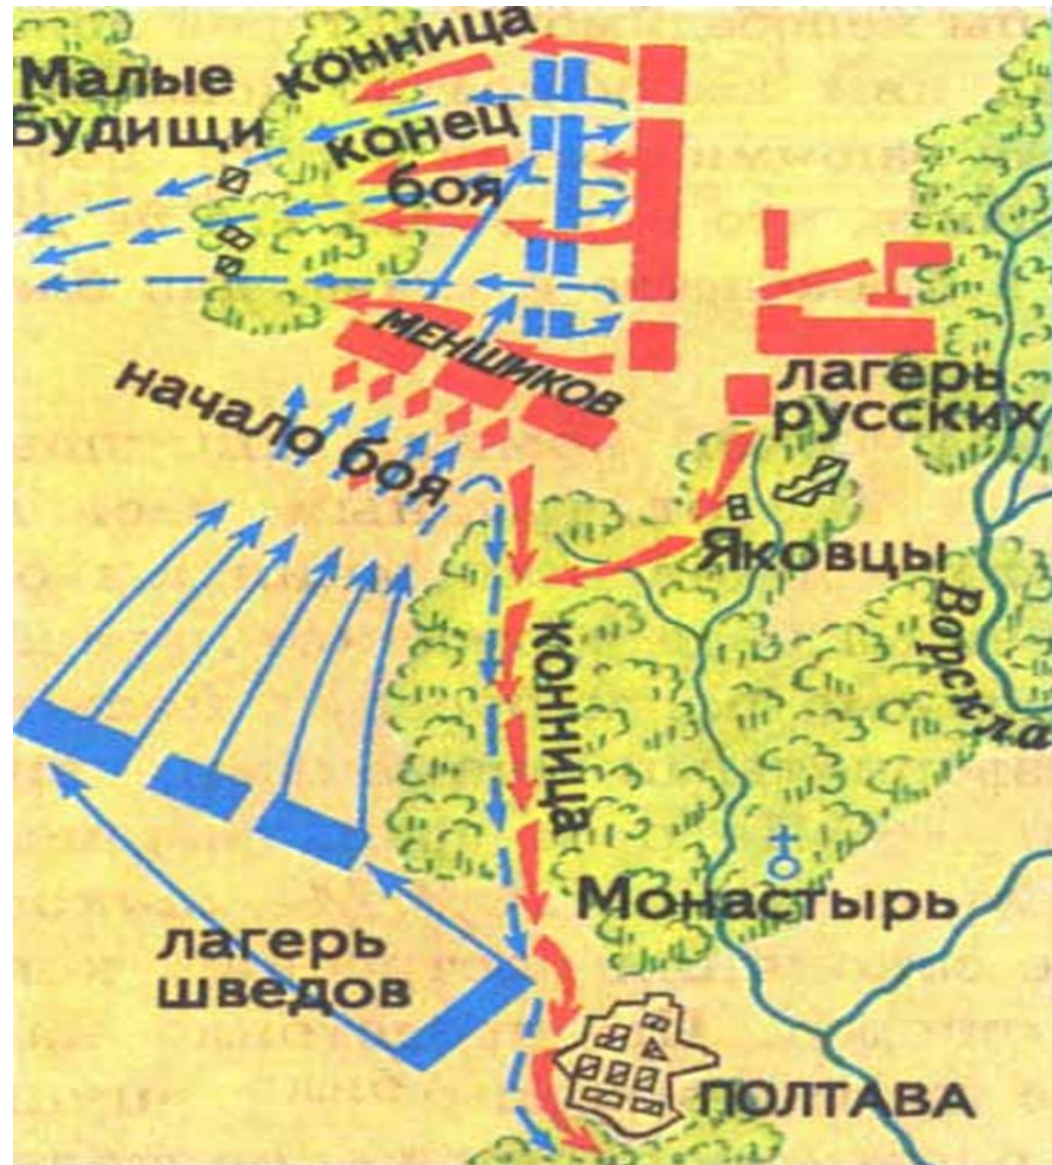 конница
Малые
Будищи
конец
боя
МЕНШИКОВ
начало боя
лагерь
русских
Яковцы
Ворскла
конница
Монастырь
лагерь
шведов
ПОЛТАВА